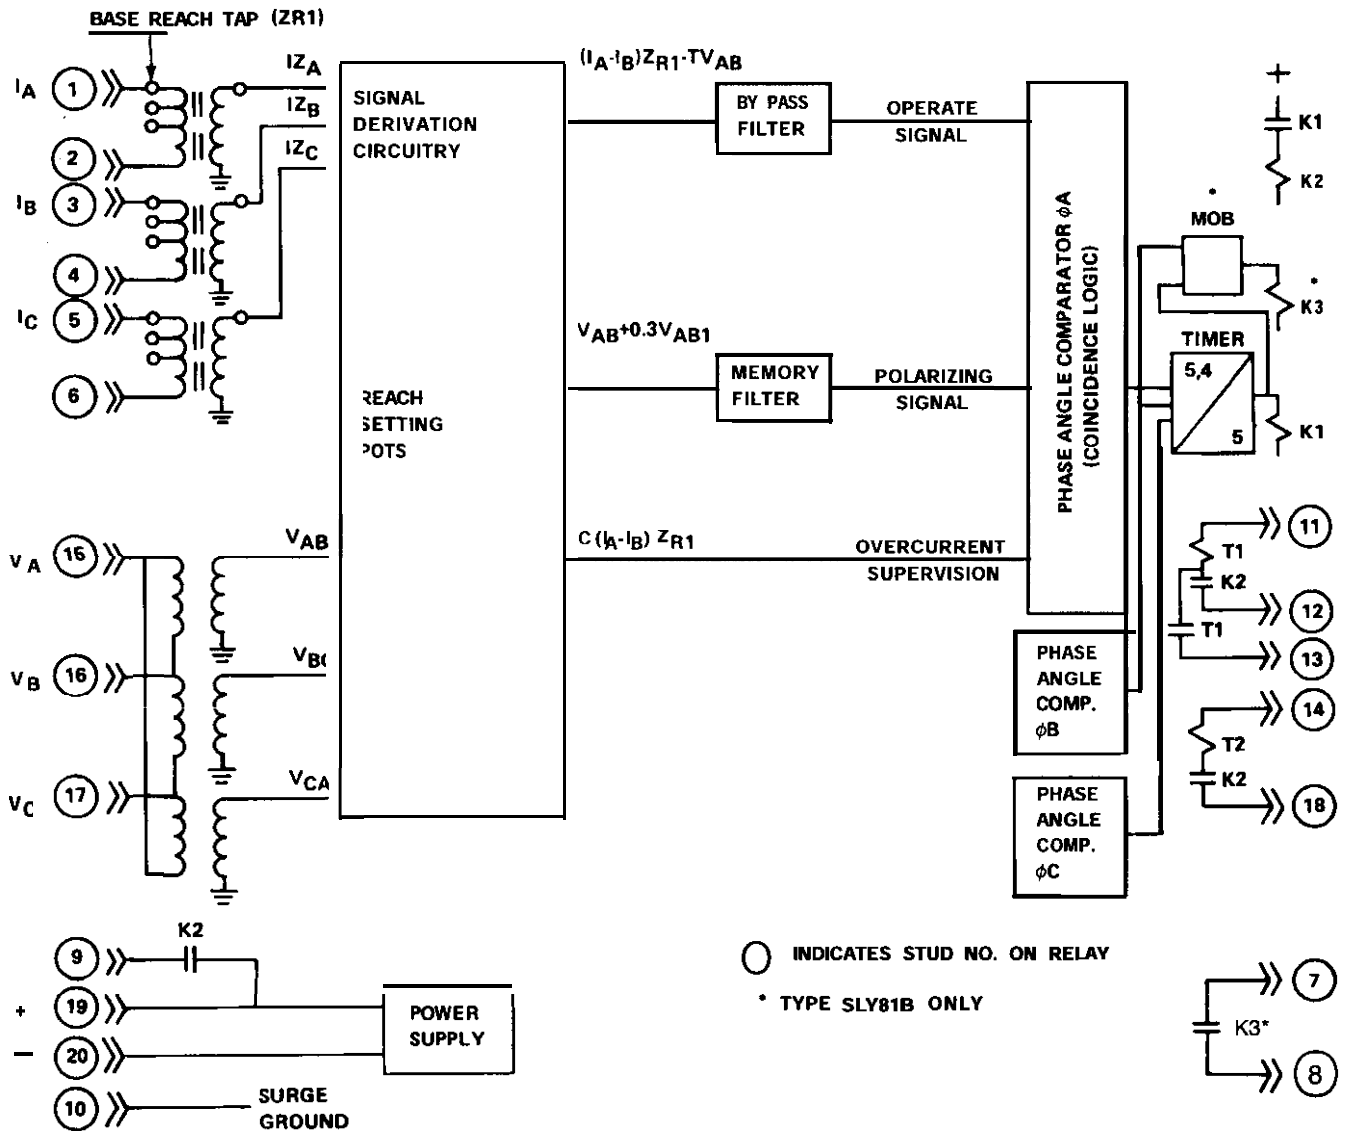 BASE REACH TAP (ZR1)
IA 1
2
IB 3
4
IC 5
6
IZA
IZB
IZC
SIGNAL
DERIVATION
CIRCUITRY
REACH
SETTING
POTS
(IA-IB)ZR1-TVAB
BY PASS
FILTER
OPERATE
SIGNAL
VAB+0.3VAB1
MEMORY
FILTER
POLARIZING
SIGNAL
C(IA-IB) ZR1
OVERCURRENT
SUPERVISION
PHASE ANGLE COMPARATOR ϕA
(COINCIDENCE LOGIC)
PHASE
ANGLE
COMP.
ϕB
PHASE
ANGLE
COMP.
ϕC
+
K1
K2
*
MOB
*
K3
TIMER
5,4
5
K1
11
T1
K2
12
T1
13
14
T2
K2
18
VA 15
VB 16
VC 17
VAB
VBC
VCA
K2
9
+ 19
− 20
10
POWER
SUPPLY
SURGE
GROUND
INDICATES STUD NO. ON RELAY
* TYPE SLY81B ONLY
7
K3*
8